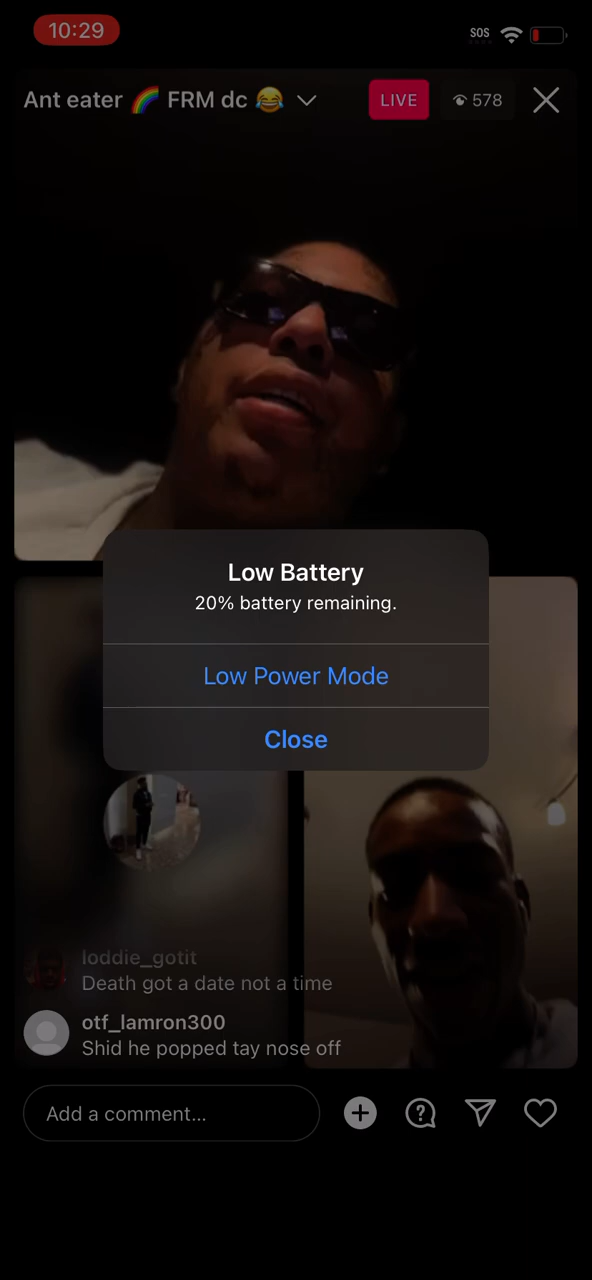 10:29
SOS
Ant eater 🌈 FRM dc 😂
LIVE
578
Low Battery
20% battery remaining.
Low Power Mode
Close
loddie_gotit
Death got a date not a time
otf_lamron300
Shid he popped tay nose off
Add a comment...